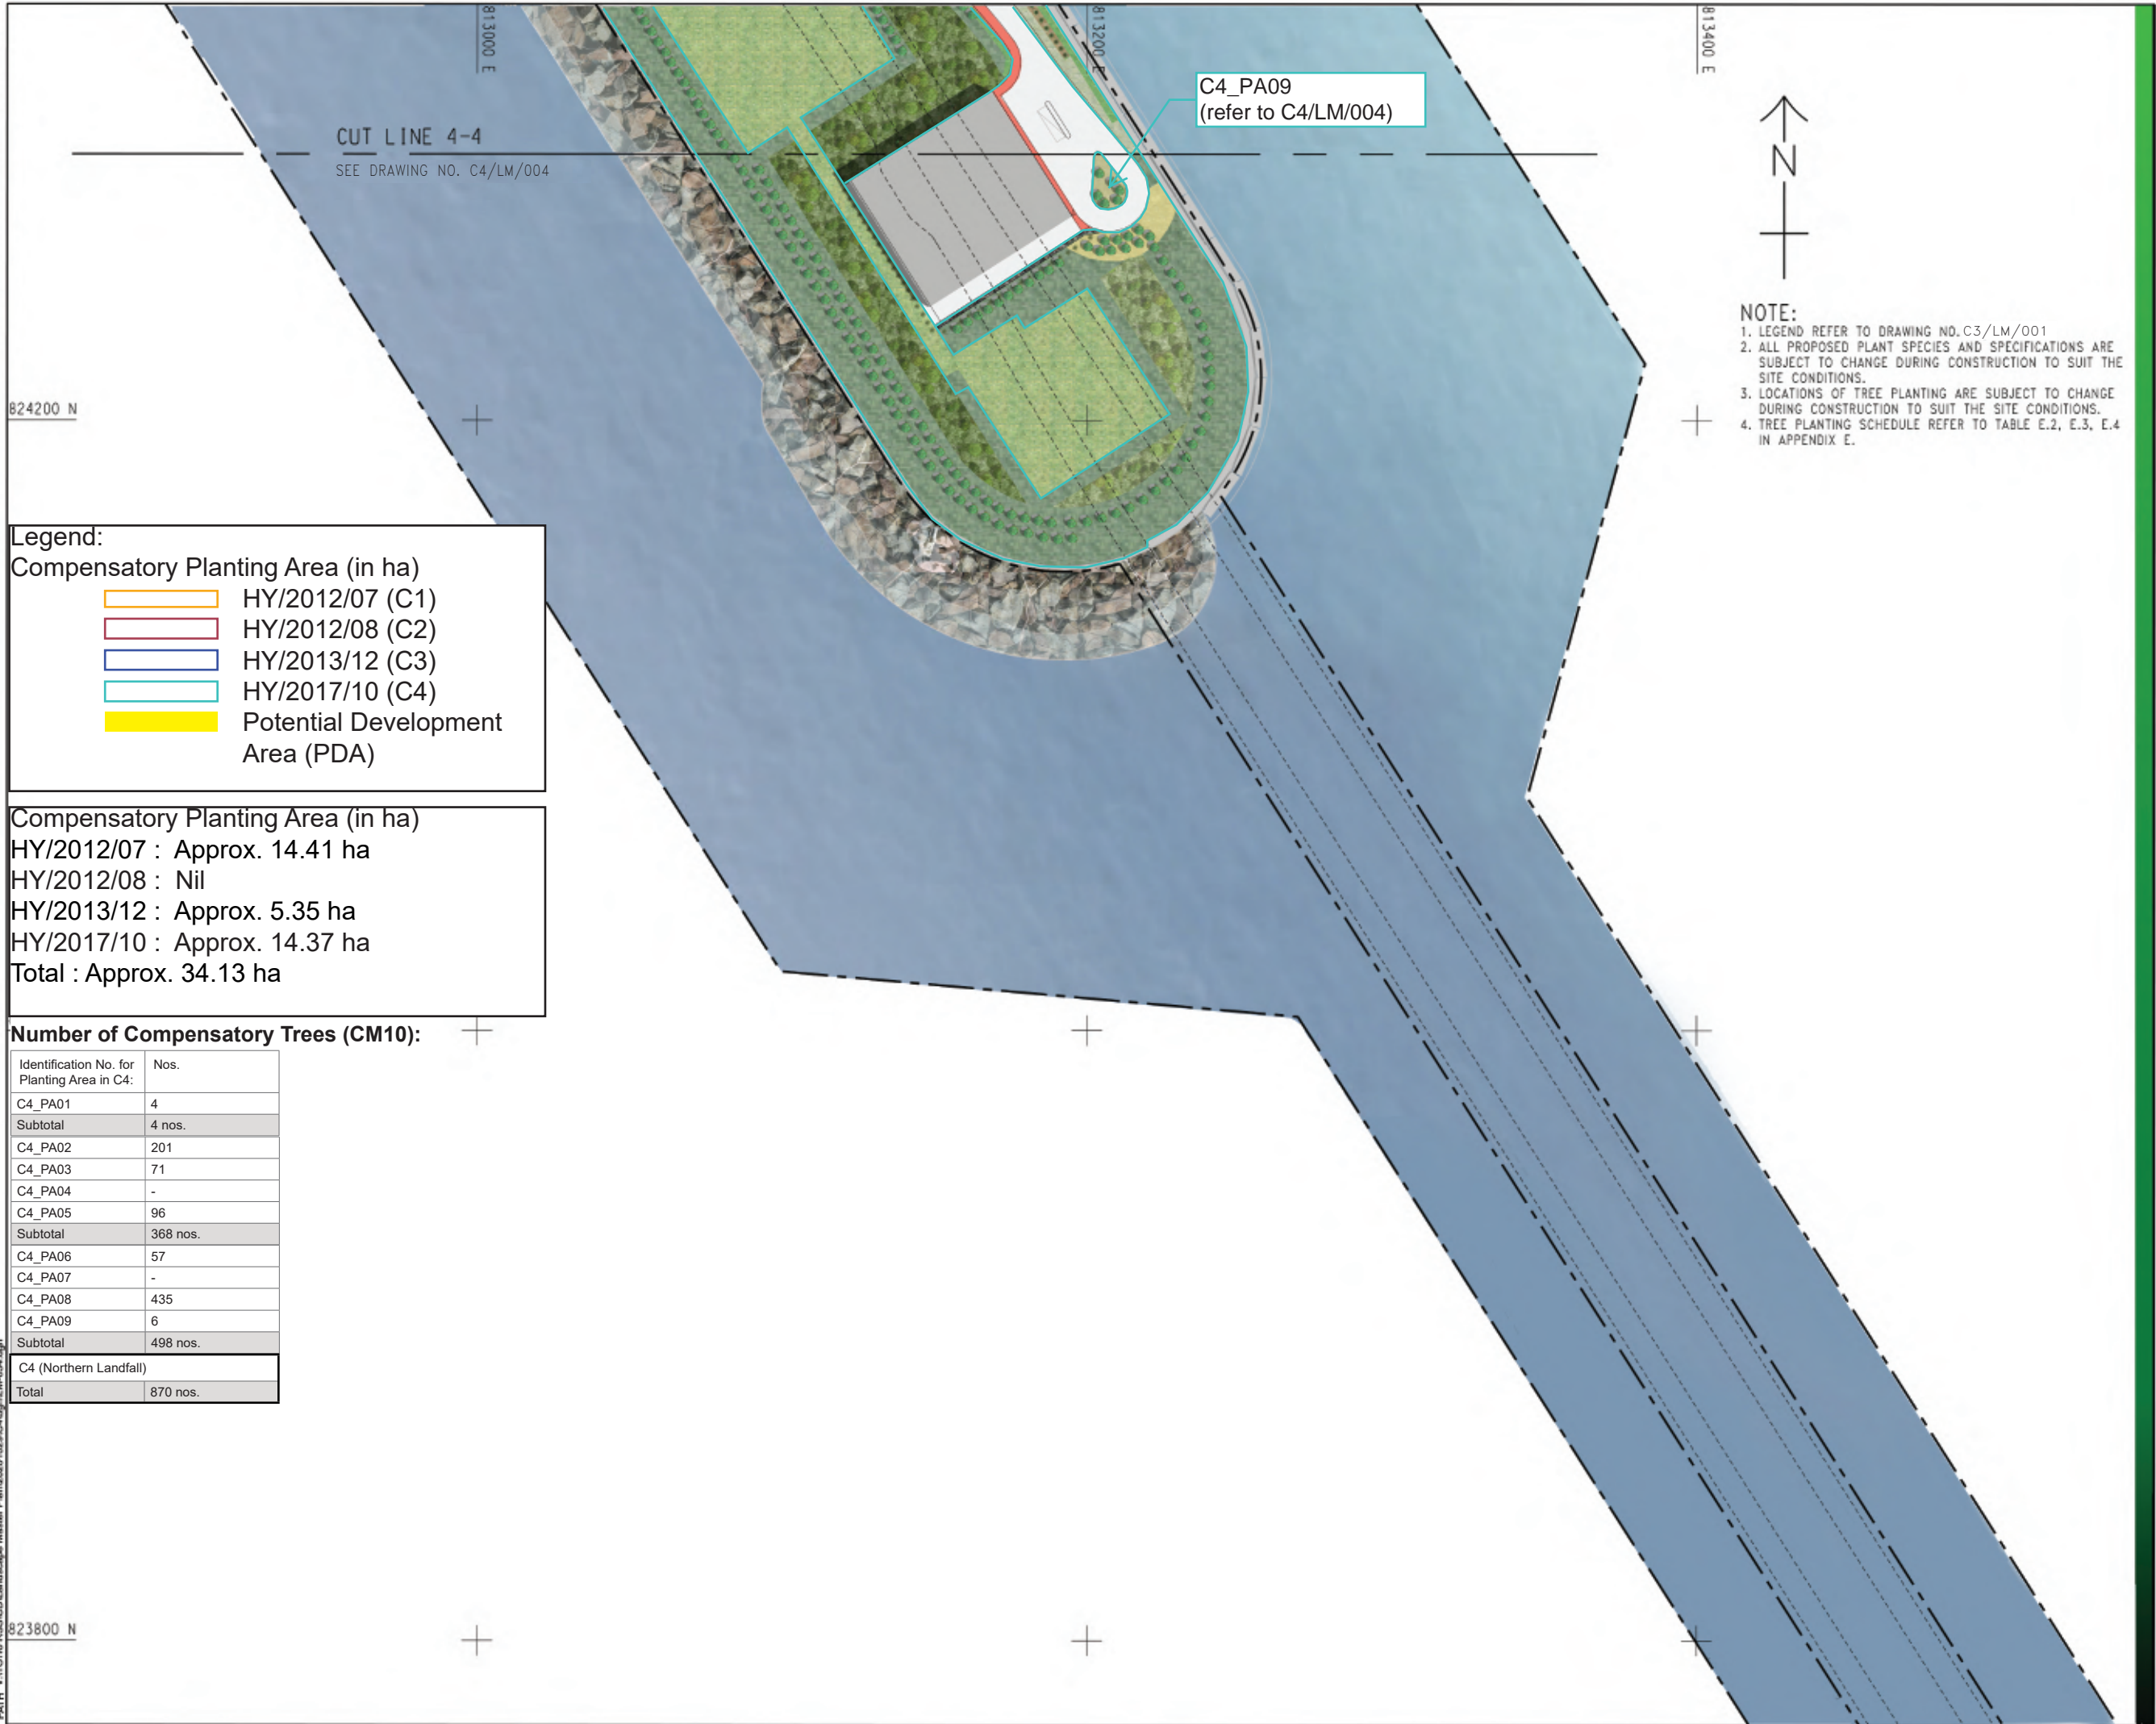 813000 E
813200 E
813400 E
C4_PA09
(refer to C4/LM/004)
CUT LINE 4-4
SEE DRAWING NO. C4/LM/004
N
NOTE:
1. LEGEND REFER TO DRAWING NO. C3/LM/001
2. ALL PROPOSED PLANT SPECIES AND SPECIFICATIONS ARE
SUBJECT TO CHANGE DURING CONSTRUCTION TO SUIT THE
SITE CONDITIONS.
3. LOCATIONS OF TREE PLANTING ARE SUBJECT TO CHANGE
DURING CONSTRUCTION TO SUIT THE SITE CONDITIONS.
4. TREE PLANTING SCHEDULE REFER TO TABLE E.2, E.3, E.4
IN APPENDIX E.
824200 N
Legend:
Compensatory Planting Area (in ha)
HY/2012/07 (C1)
HY/2012/08 (C2)
HY/2013/12 (C3)
HY/2017/10 (C4)
Potential Development
Area (PDA)
Compensatory Planting Area (in ha)
HY/2012/07 : Approx. 14.41 ha
HY/2012/08 : Nil
HY/2013/12 : Approx. 5.35 ha
HY/2017/10 : Approx. 14.37 ha
Total : Approx. 34.13 ha
Number of Compensatory Trees (CM10):
Identification No. for Nos.
Planting Area in C4:
C4_PA01 4
Subtotal 4 nos.
C4_PA02 201
C4_PA03 71
C4_PA04 -
C4_PA05 96
Subtotal 368 nos.
C4_PA06 57
C4_PA07 -
C4_PA08 435
C4_PA09 6
Subtotal 498 nos.
C4 (Northern Landfall)
Total 870 nos.
823800 N